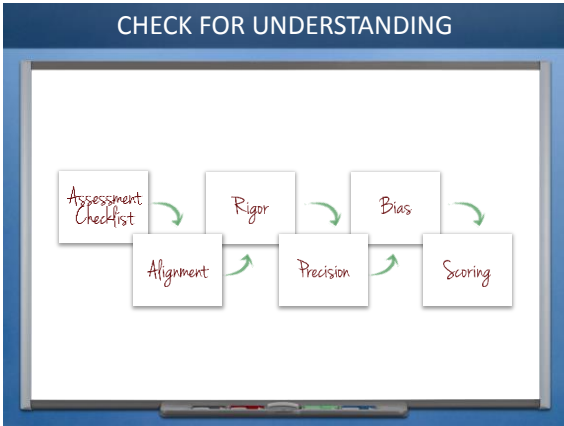 CHECK FOR UNDERSTANDING
Assessment
Checklist
Alignment
Rigor
Precision
Bias
Scoring